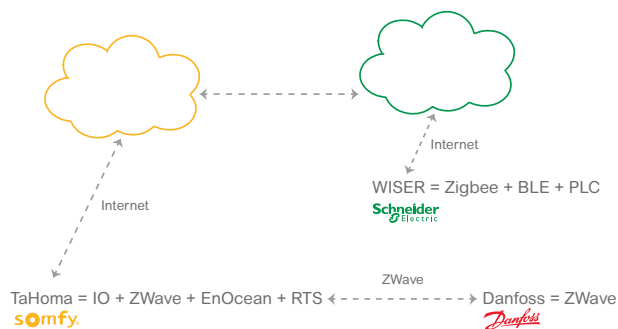 Internet
WISER = Zigbee + BLE + PLC
Schneider
Electric
Internet
ZWave
TaHoma = IO + ZWave + EnOcean + RTS
Danfoss = ZWave
somfy.
Danfoss